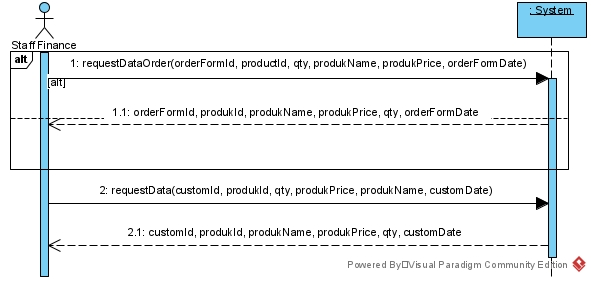 : System
Staff Finance
alt
1: requestDataOrder(orderFormId, productId, qty, produkName, produkPrice, orderFormDate)
[alt]
1.1: orderFormId, produkId, produkName, produkPrice, qty, orderFormDate
2: requestData(customId, produkId, qty, produkPrice, produkName, customDate)
2.1: customId, produkId, produkName, produkPrice, qty, customDate
Powered By Visual Paradigm Community Edition